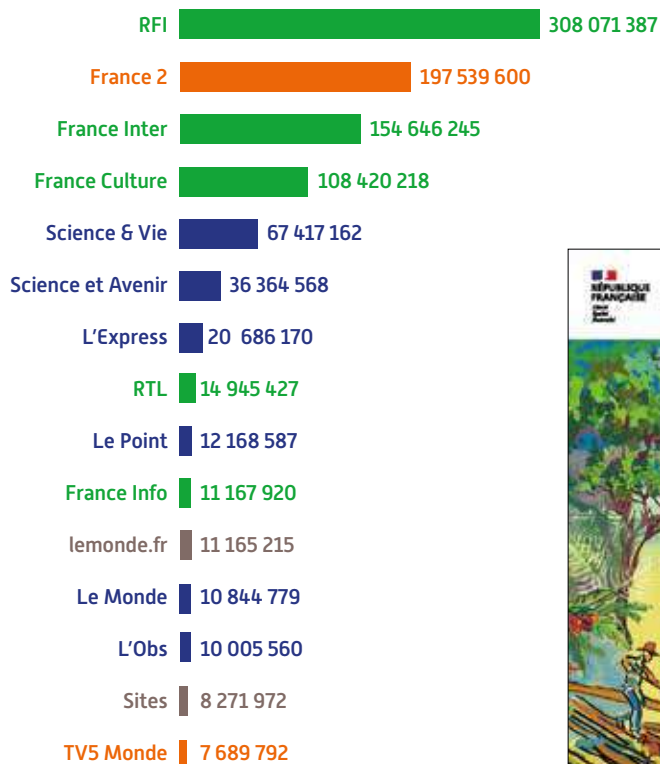 RFI 308 071 387
France 2 197 539 600
France Inter 154 646 245
France Culture 108 420 218
Science & Vie 67 417 162
Science et Avenir 36 364 568
L'Express 20 686 170
RTL 14 945 427
Le Point 12 168 587
France Info 11 167 920
lemonde.fr 11 165 215
Le Monde 10 844 779
L'Obs 10 005 560
Sites 8 271 972
TV5 Monde 7 689 792
RÉPUBLIQUE
FRANÇAISE